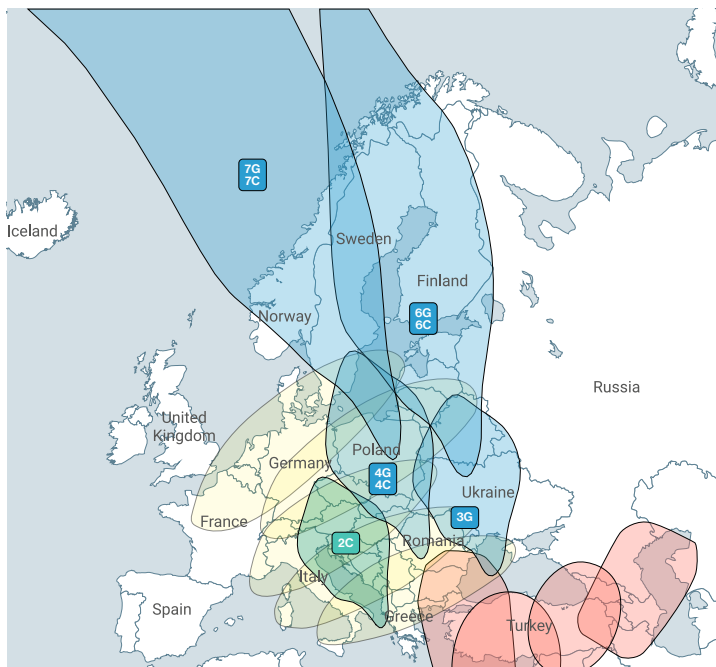 7G
7C
Iceland
Sweden
Finland
Norway
6G
6C
Russia
United
Kingdom
Poland
Germany
4G
4C
Ukraine
France
3G
2C
Romania
Italy
Spain
Greece
Turkey